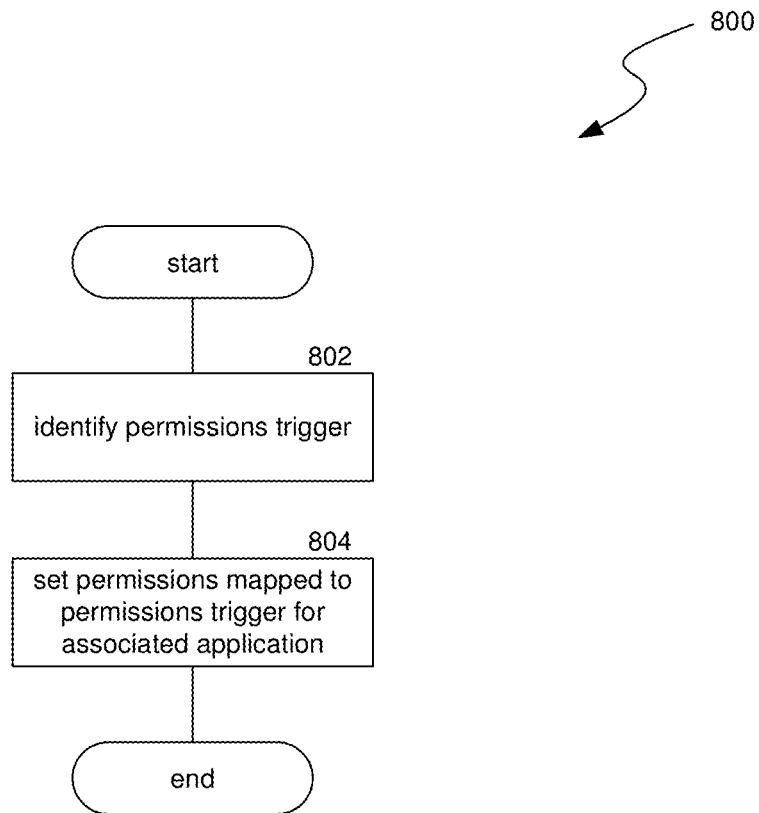 800
start
802
identify permissions trigger
804
set permissions mapped to
permissions trigger for
associated application
end